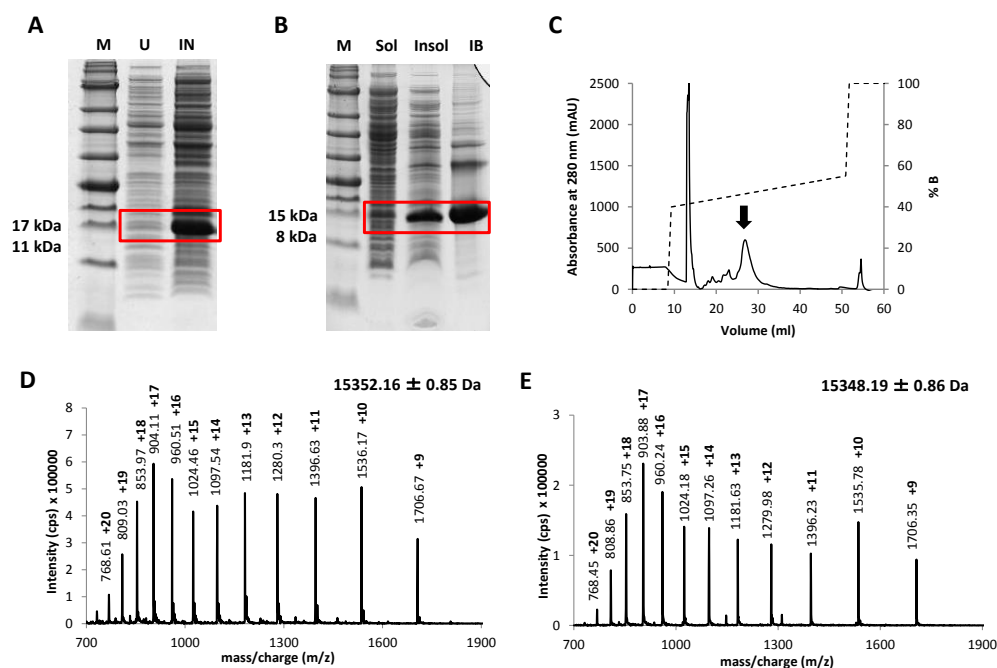 A
M U IN
17 kDa
11 kDa
B
M Sol Insol IB
15 kDa
8 kDa
C
Absorbance at 280 nm (mAU)
2500
2000
1500
1000
500
0
100
80
60
40
20
0
% B
0 10 20 30 40 50 60
Volume (ml)
D
15352.16 ± 0.85 Da
Intensity (cps) x 100000
8
7
6
5
4
3
2
1
0
768.61 +20
809.03 +19
853.97 +18
904.11 +17
960.51 +16
1024.46 +15
1097.54 +14
1181.9 +13
1280.3 +12
1396.63 +11
1536.17 +10
1706.67 +9
700 1000 1300 1600 1900
mass/charge (m/z)
E
15348.19 ± 0.86 Da
Intensity (cps) x 100000
3
2
1
0
768.45 +20
808.86 +19
853.75 +18
903.88 +17
960.24 +16
1024.18 +15
1097.26 +14
1181.63 +13
1279.98 +12
1396.23 +11
1535.78 +10
1706.35 +9
700 1000 1300 1600 1900
mass/charge (m/z)